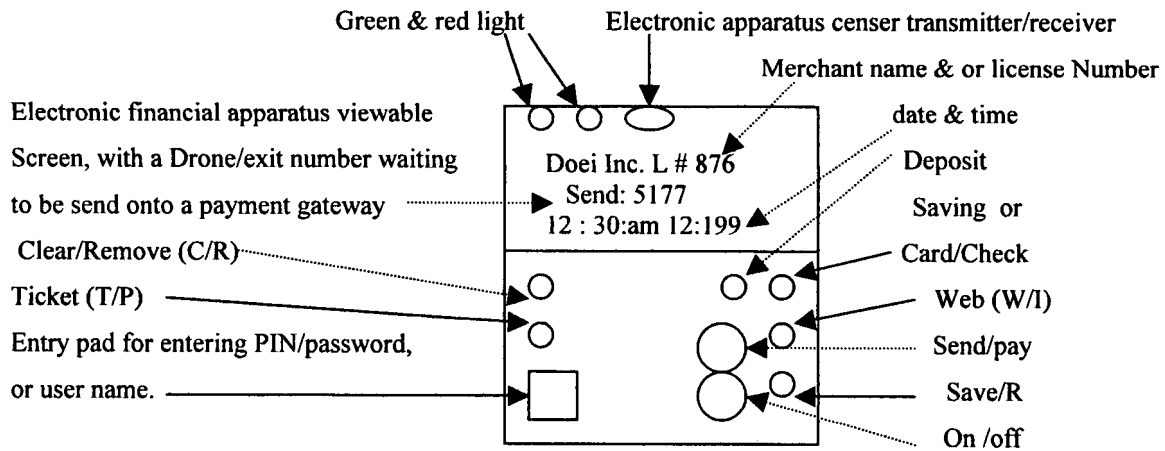 Green & red light
Electronic apparatus censer transmitter/receiver
Merchant name & or license Number
Electronic financial apparatus viewable
Screen, with a Drone/exit number waiting
to be send onto a payment gateway
Clear/Remove (C/R)
Ticket (T/P)
Entry pad for entering PIN/password,
or user name.
Doei Inc. L # 876
Send: 5177
12 : 30:am 12:199
date & time
Deposit
Saving or
Card/Check
Web (W/I)
Send/pay
Save/R
On /off